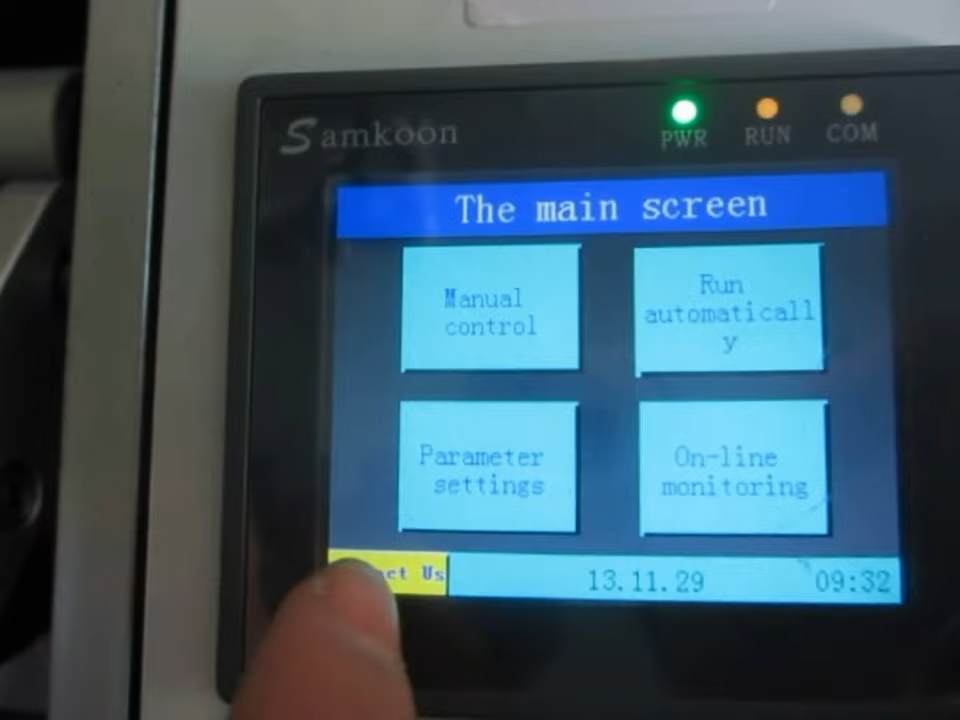 Samkoon
PWR RUN COM
The main screen
Manual
control
Run
automaticall
y
Parameter
settings
On-line
monitoring
Us
13.11.29
09:32